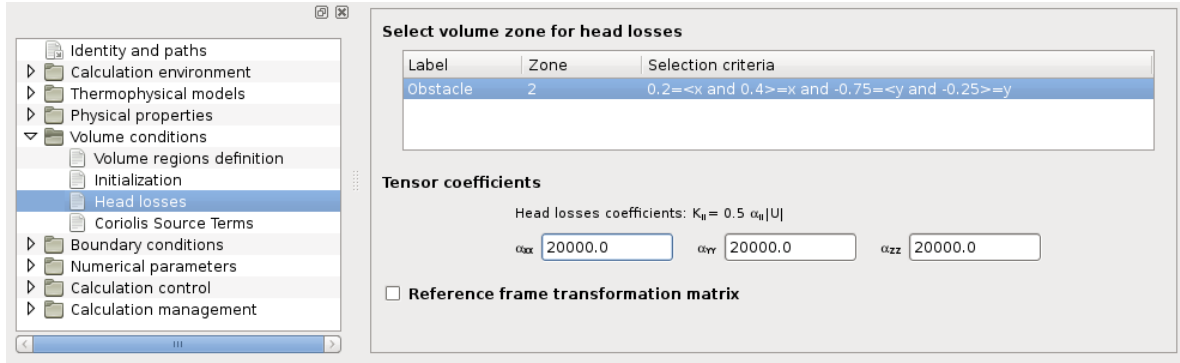 Identity and paths
Calculation environment
Thermophysical models
Physical properties
Volume conditions
Volume regions definition
Initialization
Head losses
Coriolis Source Terms
Boundary conditions
Numerical parameters
Calculation control
Calculation management
Select volume zone for head losses
Label Zone Selection criteria
Obstacle 2 0.2=<x and 0.4>=x and -0.75=<y and -0.25>=y
Tensor coefficients
Head losses coefficients: K_II = 0.5 α_II|U|
α_XX 20000.0 α_YY 20000.0 α_ZZ 20000.0
Reference frame transformation matrix